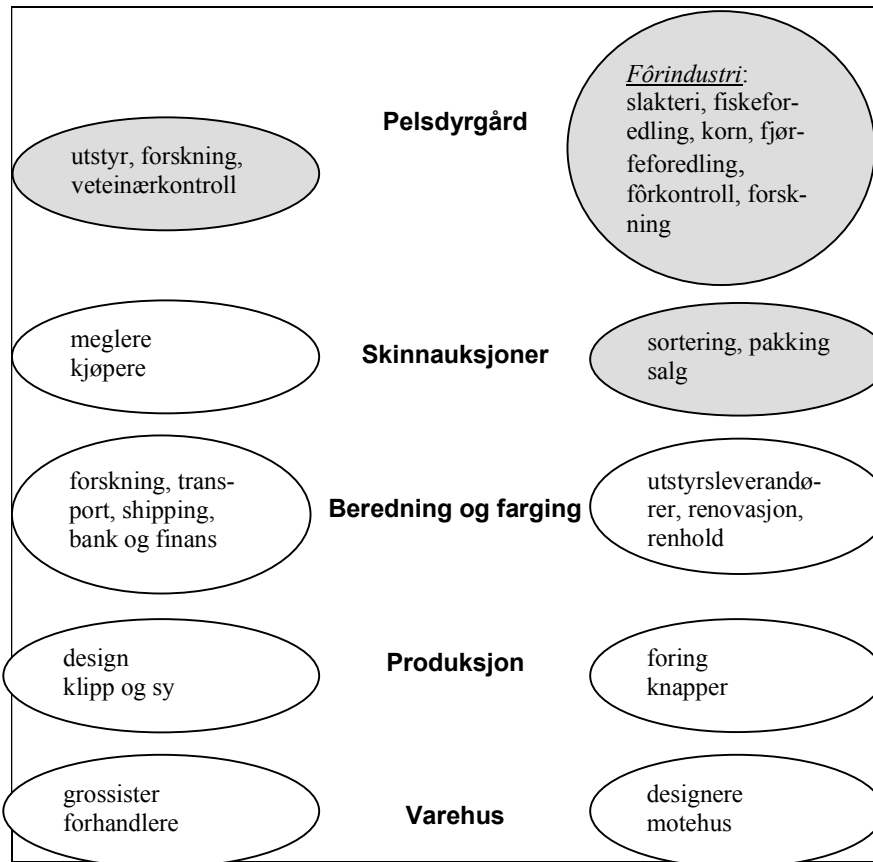 Pelsdyrgård
utstyr, forskning,
veteinærkontroll
Fôrindustri:
slakteri, fiskefor-
edling, korn, fjør-
feforedling,
fôrkontroll, forsk-
ning
meglere
kjøpere
Skinnauksjoner
sortering, pakking
salg
forskning, trans-
port, shipping,
bank og finans
Beredning og farging
utstyrsleverandø-
rer, renovasjon,
renhold
design
klipp og sy
Produksjon
foring
knapper
grossister
forhandlere
Varehus
designere
motehus